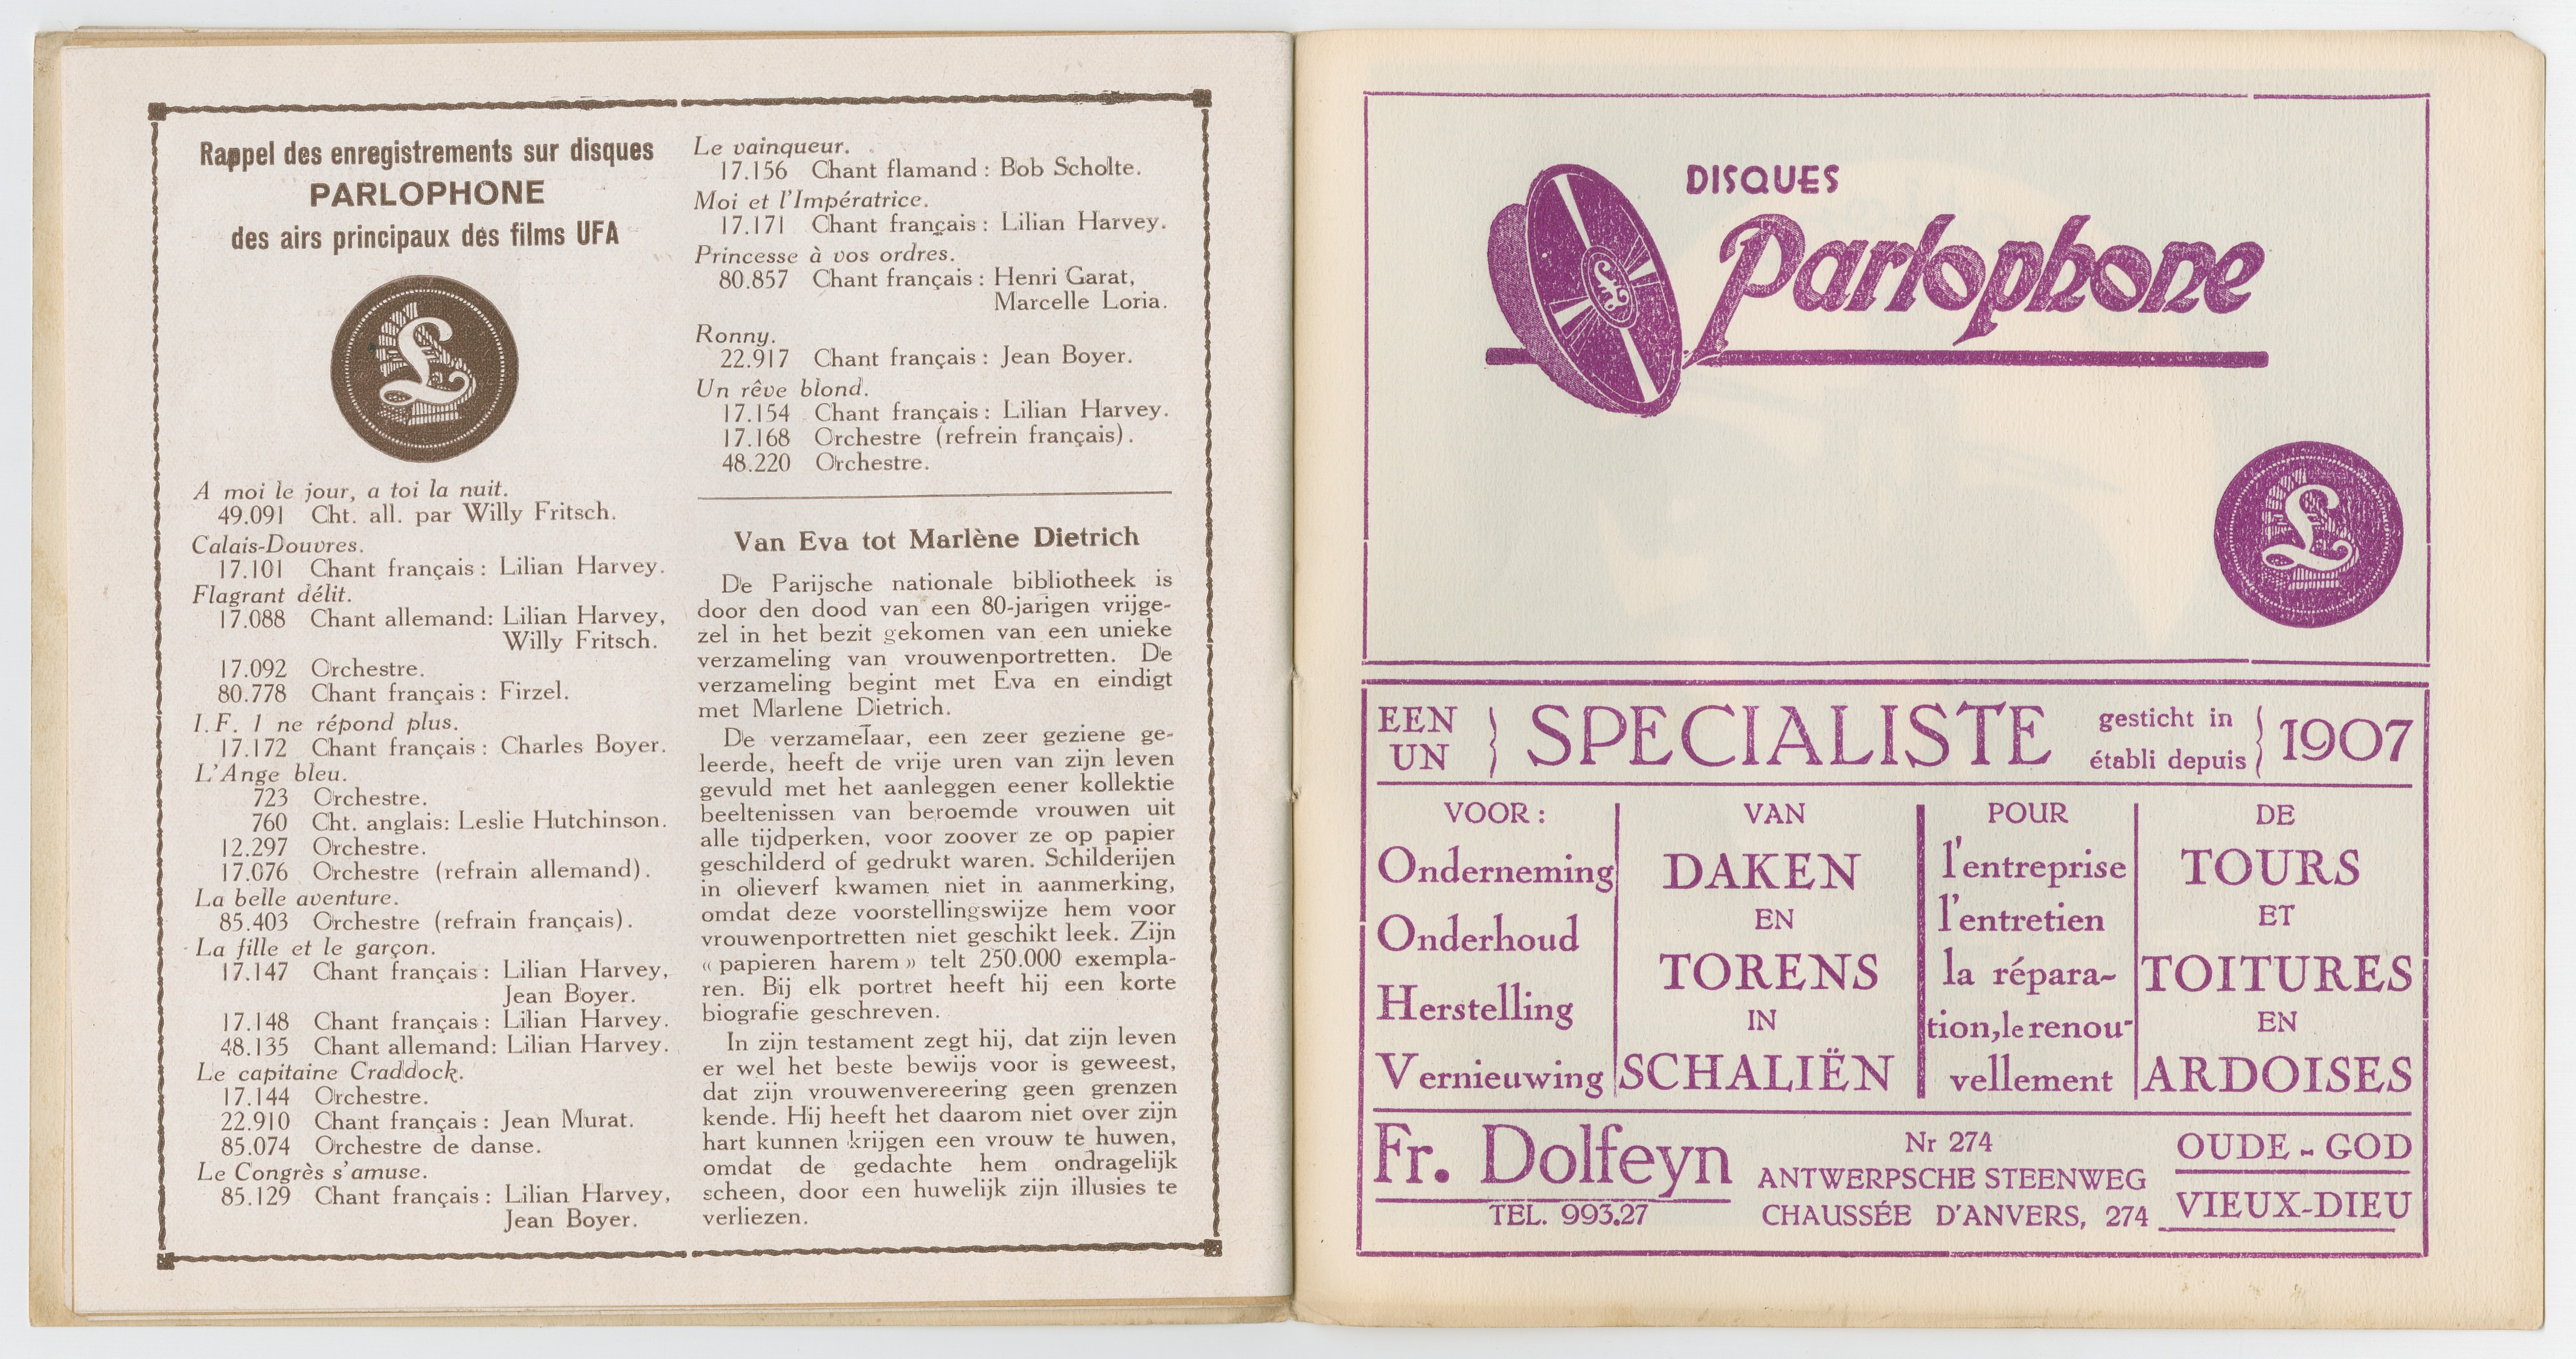 Rappel des enregistrements sur disques
PARLOPHONE
des airs principaux des films UFA
£
A moi le jour, a toi la nuit.
49.091 Cht. all. par Willy Fritsch.
Calais-Douvres.
17.101 Chant français : Lilian Harvey.
Flagrant délit.
17.088 Chant allemand: Lilian Harvey,
Willy Fritsch.
17.092 Orchestre.
80.778 Chant français : Firzel.
I.F. 1 ne répond plus.
17.172 Chant français : Charles Boyer.
L'Ange bleu.
723 Orchestre.
760 Cht. anglais: Leslie Hutchinson.
12.297 Orchestre.
17.076 Orchestre (refrain allemand).
La belle aventure.
85.403 Orchestre (refrain français).
La fille et le garçon.
17.147 Chant français : Lilian Harvey,
Jean Boyer.
17.148 Chant français : Lilian Harvey.
48.135 Chant allemand: Lilian Harvey.
Le capitaine Craddock.
17.144 Orchestre.
22.910 Chant français : Jean Murat.
85.074 Orchestre de danse.
Le Congrès s'amuse.
85.129 Chant français : Lilian Harvey,
Jean Boyer.
Le vainqueur.
17.156 Chant flamand : Bob Scholte.
Moi et l'Impératrice.
17.171 Chant français : Lilian Harvey.
Princesse à vos ordres.
80.857 Chant français : Henri Garat,
Marcelle Loria.
Ronny.
22.917 Chant français : Jean Boyer.
Un rêve blond.
17.154 Chant français : Lilian Harvey.
17.168 Orchestre (refrein français).
48.220 Orchestre.
Van Eva tot Marlène Dietrich
De Parijsche nationale bibliotheek is
door den dood van een 80-jarigen vrijge-
zel in het bezit gekomen van een unieke
verzameling van vrouwenportretten. De
verzameling begint met Eva en eindigt
met Marlene Dietrich.
De verzamelaar, een zeer geziene ge-
leerde, heeft de vrije uren van zijn leven
gevuld met het aanleggen eener kollektie
beeltenissen van beroemde vrouwen uit
alle tijdperken, voor zoover ze op papier
geschilderd of gedrukt waren. Schilderijen
in olieverf kwamen niet in aanmerking,
omdat deze voorstellingswijze hem voor
vrouwenportretten niet geschikt leek. Zijn
« papieren harem » telt 250.000 exempla-
ren. Bij elk portret heeft hij een korte
biografie geschreven.
In zijn testament zegt hij, dat zijn leven
er wel het beste bewijs voor is geweest,
dat zijn vrouwenvereering geen grenzen
kende. Hij heeft het daarom niet over zijn
hart kunnen krijgen een vrouw te huwen,
omdat de gedachte hem ondragelijk
scheen, door een huwelijk zijn illusies te
verliezen.
DISQUES
Parlophone
£
£
EEN
UN
SPECIALISTE
gesticht in
établi depuis
1907
VOOR :
Onderneming
Onderhoud
Herstelling
Vernieuwing
VAN
DAKEN
EN
TORENS
IN
SCHALIËN
POUR
l'entreprise
l'entretien
la répara-
tion, le renou-
vellement
DE
TOURS
ET
TOITURES
EN
ARDOISES
Fr. Dolfeyn
TEL. 993.27
Nr 274
ANTWERPSCHE STEENWEG
CHAUSSÉE D'ANVERS, 274
OUDE - GOD
VIEUX-DIEU